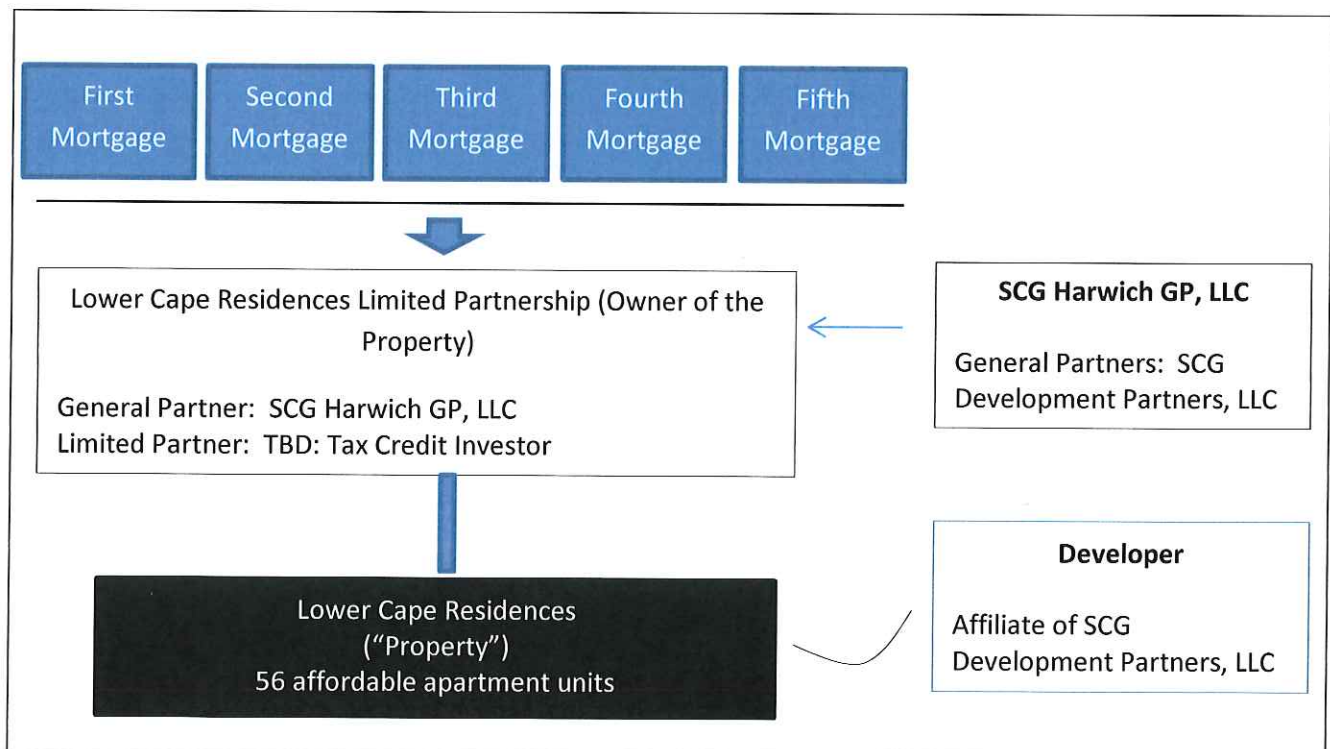 First
Mortgage
Second
Mortgage
Third
Mortgage
Fourth
Mortgage
Fifth
Mortgage
Lower Cape Residences Limited Partnership (Owner of the
Property)
General Partner: SCG Harwich GP, LLC
Limited Partner: TBD: Tax Credit Investor
SCG Harwich GP, LLC
General Partners: SCG
Development Partners, LLC
Lower Cape Residences
(“Property”)
56 affordable apartment units
Developer
Affiliate of SCG
Development Partners, LLC